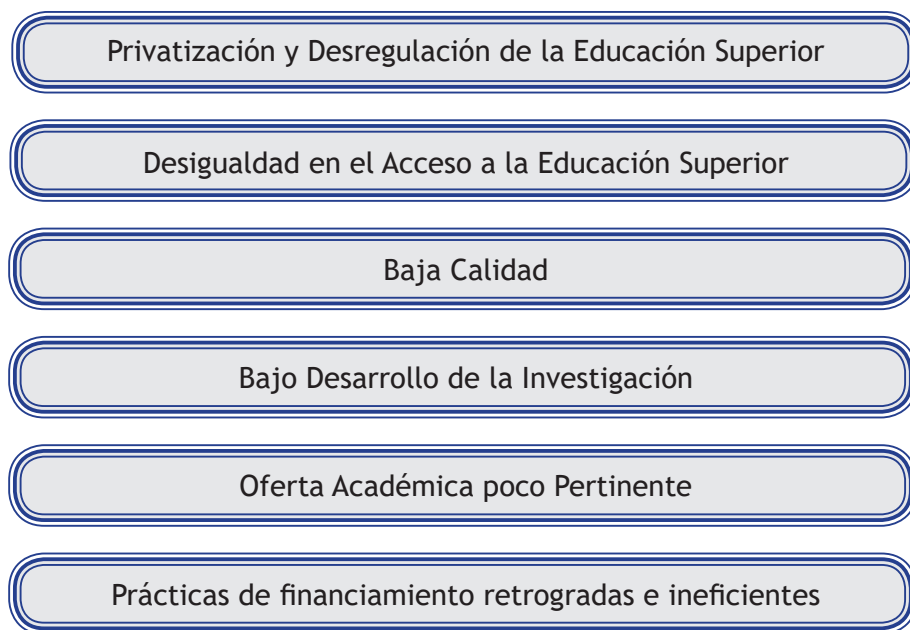 Privatización y Desregulación de la Educación Superior
Desigualdad en el Acceso a la Educación Superior
Baja Calidad
Bajo Desarrollo de la Investigación
Oferta Académica poco Pertinente
Prácticas de financiamiento retrogradas e ineficientes